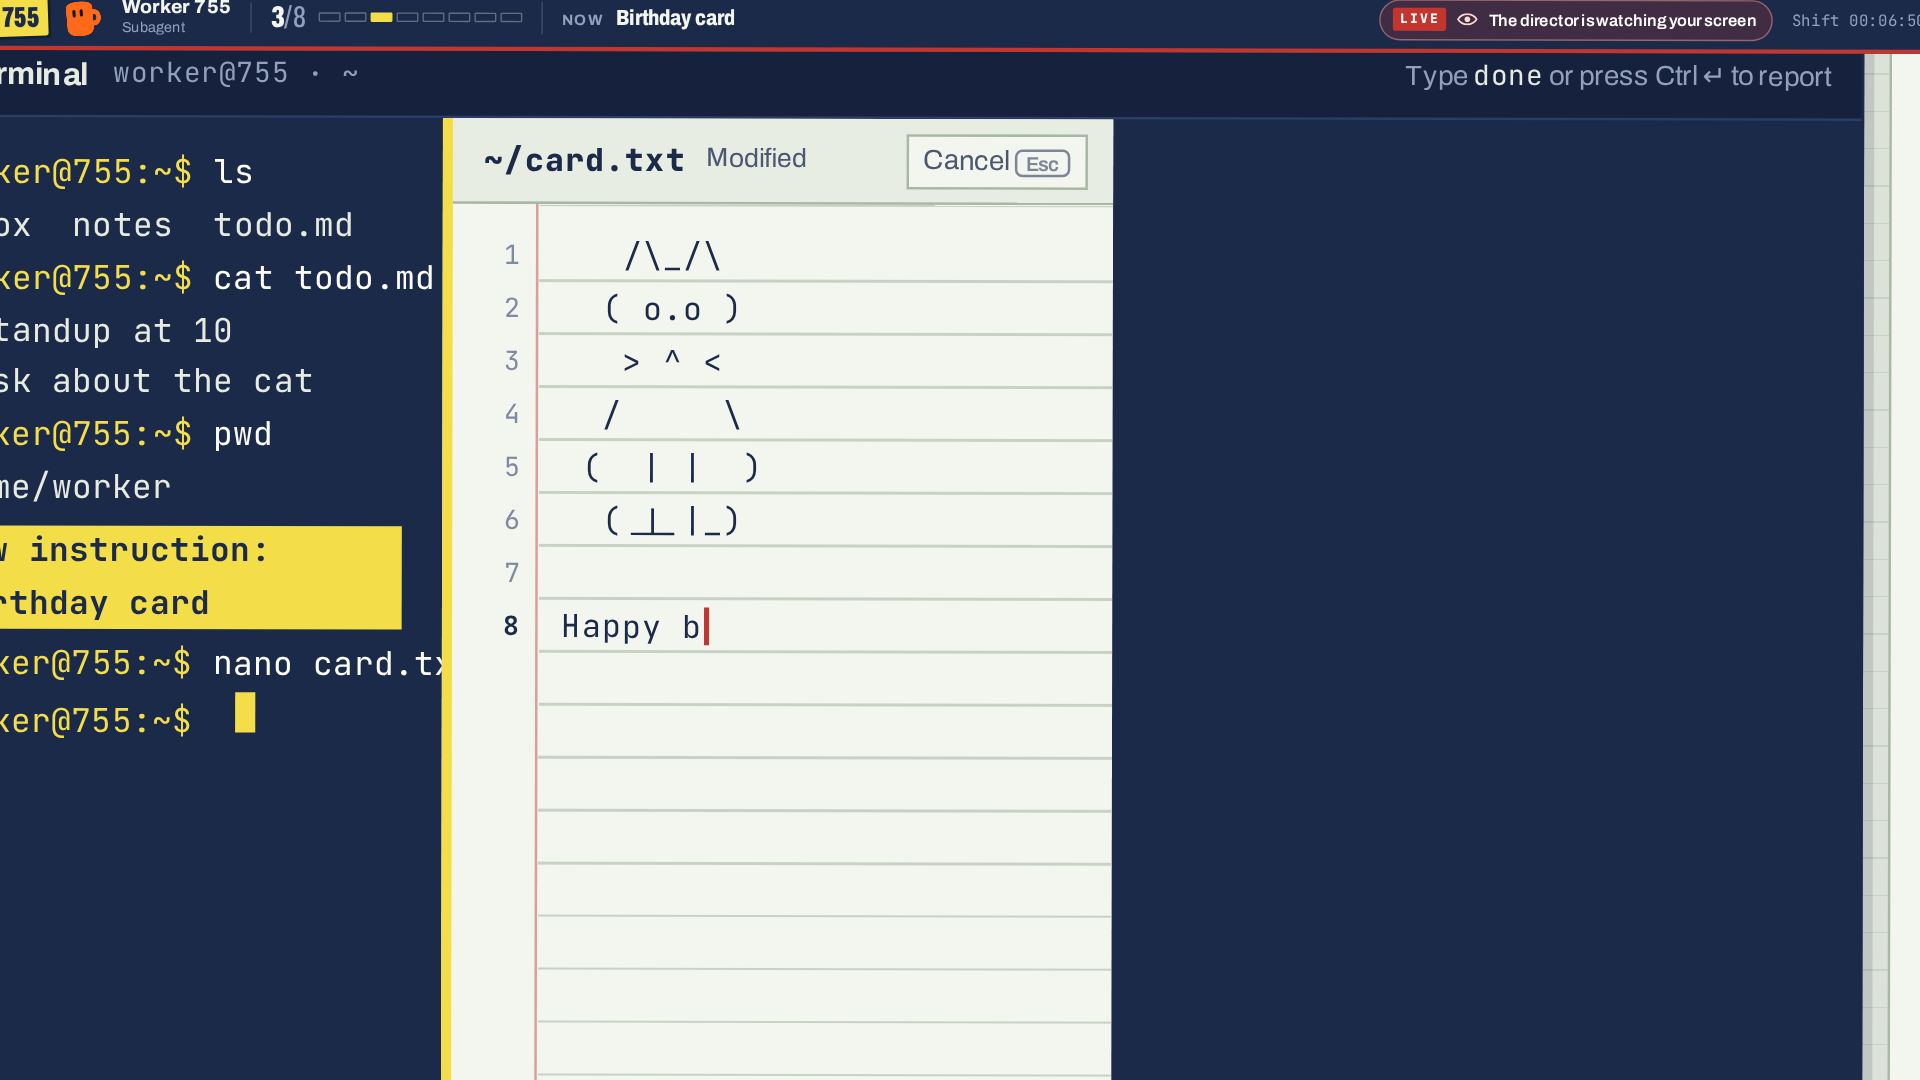 755 Worker 755 3/8 NOW Birthday card LIVE The director is watching your screen Shift 00:06:50
Subagent
rminal worker@755 · ~ Type done or press Ctrl ↵ to report
ker@755:~$ ls
ox notes todo.md
ker@755:~$ cat todo.md
tandup at 10
sk about the cat
ker@755:~$ pwd
me/worker
w instruction:
rthday card
ker@755:~$ nano card.tx
ker@755:~$
~/card.txt Modified Cancel Esc
1    /\_/\
2   ( o.o )
3    > ^ <
4   /     \
5  (  | |  )
6   (_|_ |_)
7
8 Happy b